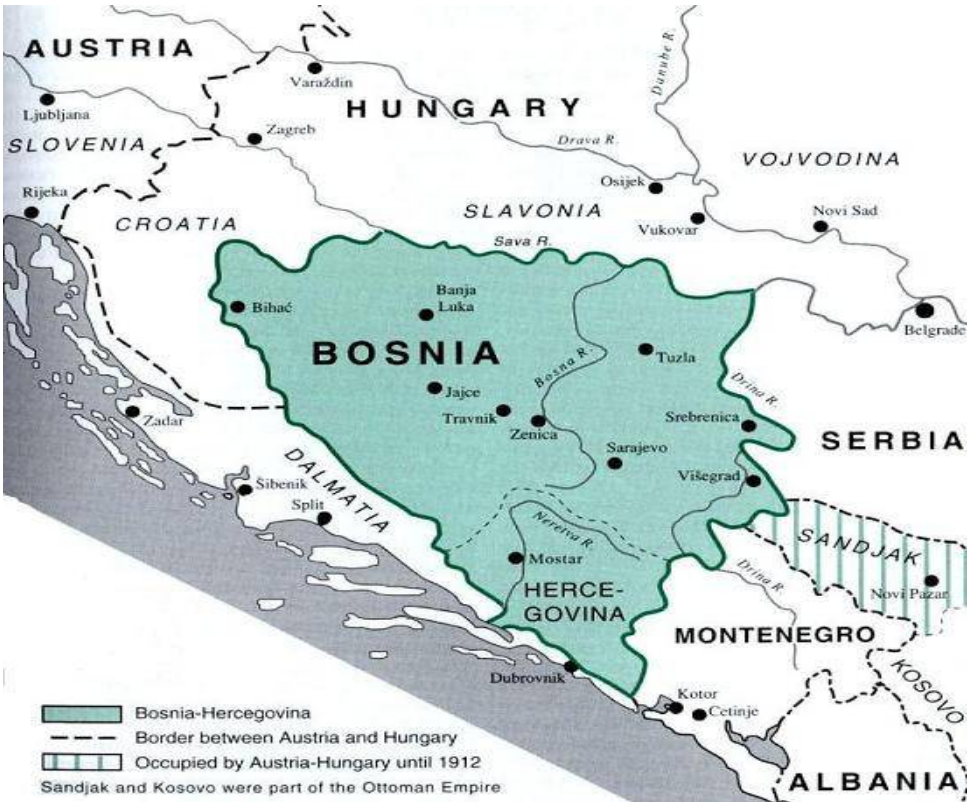 AUSTRIA
Varaždin
HUNGARY
Danube R.
Ljubljana
Zagreb
Drava R.
SLOVENIA
VOJVODINA
Osijek
Rijeka
SLAVONIA
Novi Sad
CROATIA
Vukovar
Sava R.
Banja
Luka
Bihać
Belgrade
BOSNIA
Bosna R.
Tuzla
Drina R.
Jajce
Travnik
Zenica
Srebrenica
Zadar
Sarajevo
SERBIA
Višegrad
DALMATIA
Šibenik
Split
Neretva R.
SANDJAK
Mostar
Drina R
Novi Pazar
HERCE-
GOVINA
MONTENEGRO
Dubrovnik
KOSOVO
Kotor
Cetinje
Bosnia-Hercegovina
Border between Austria and Hungary
Occupied by Austria-Hungary until 1912
Sandjak and Kosovo were part of the Ottoman Empire
ALBANIA